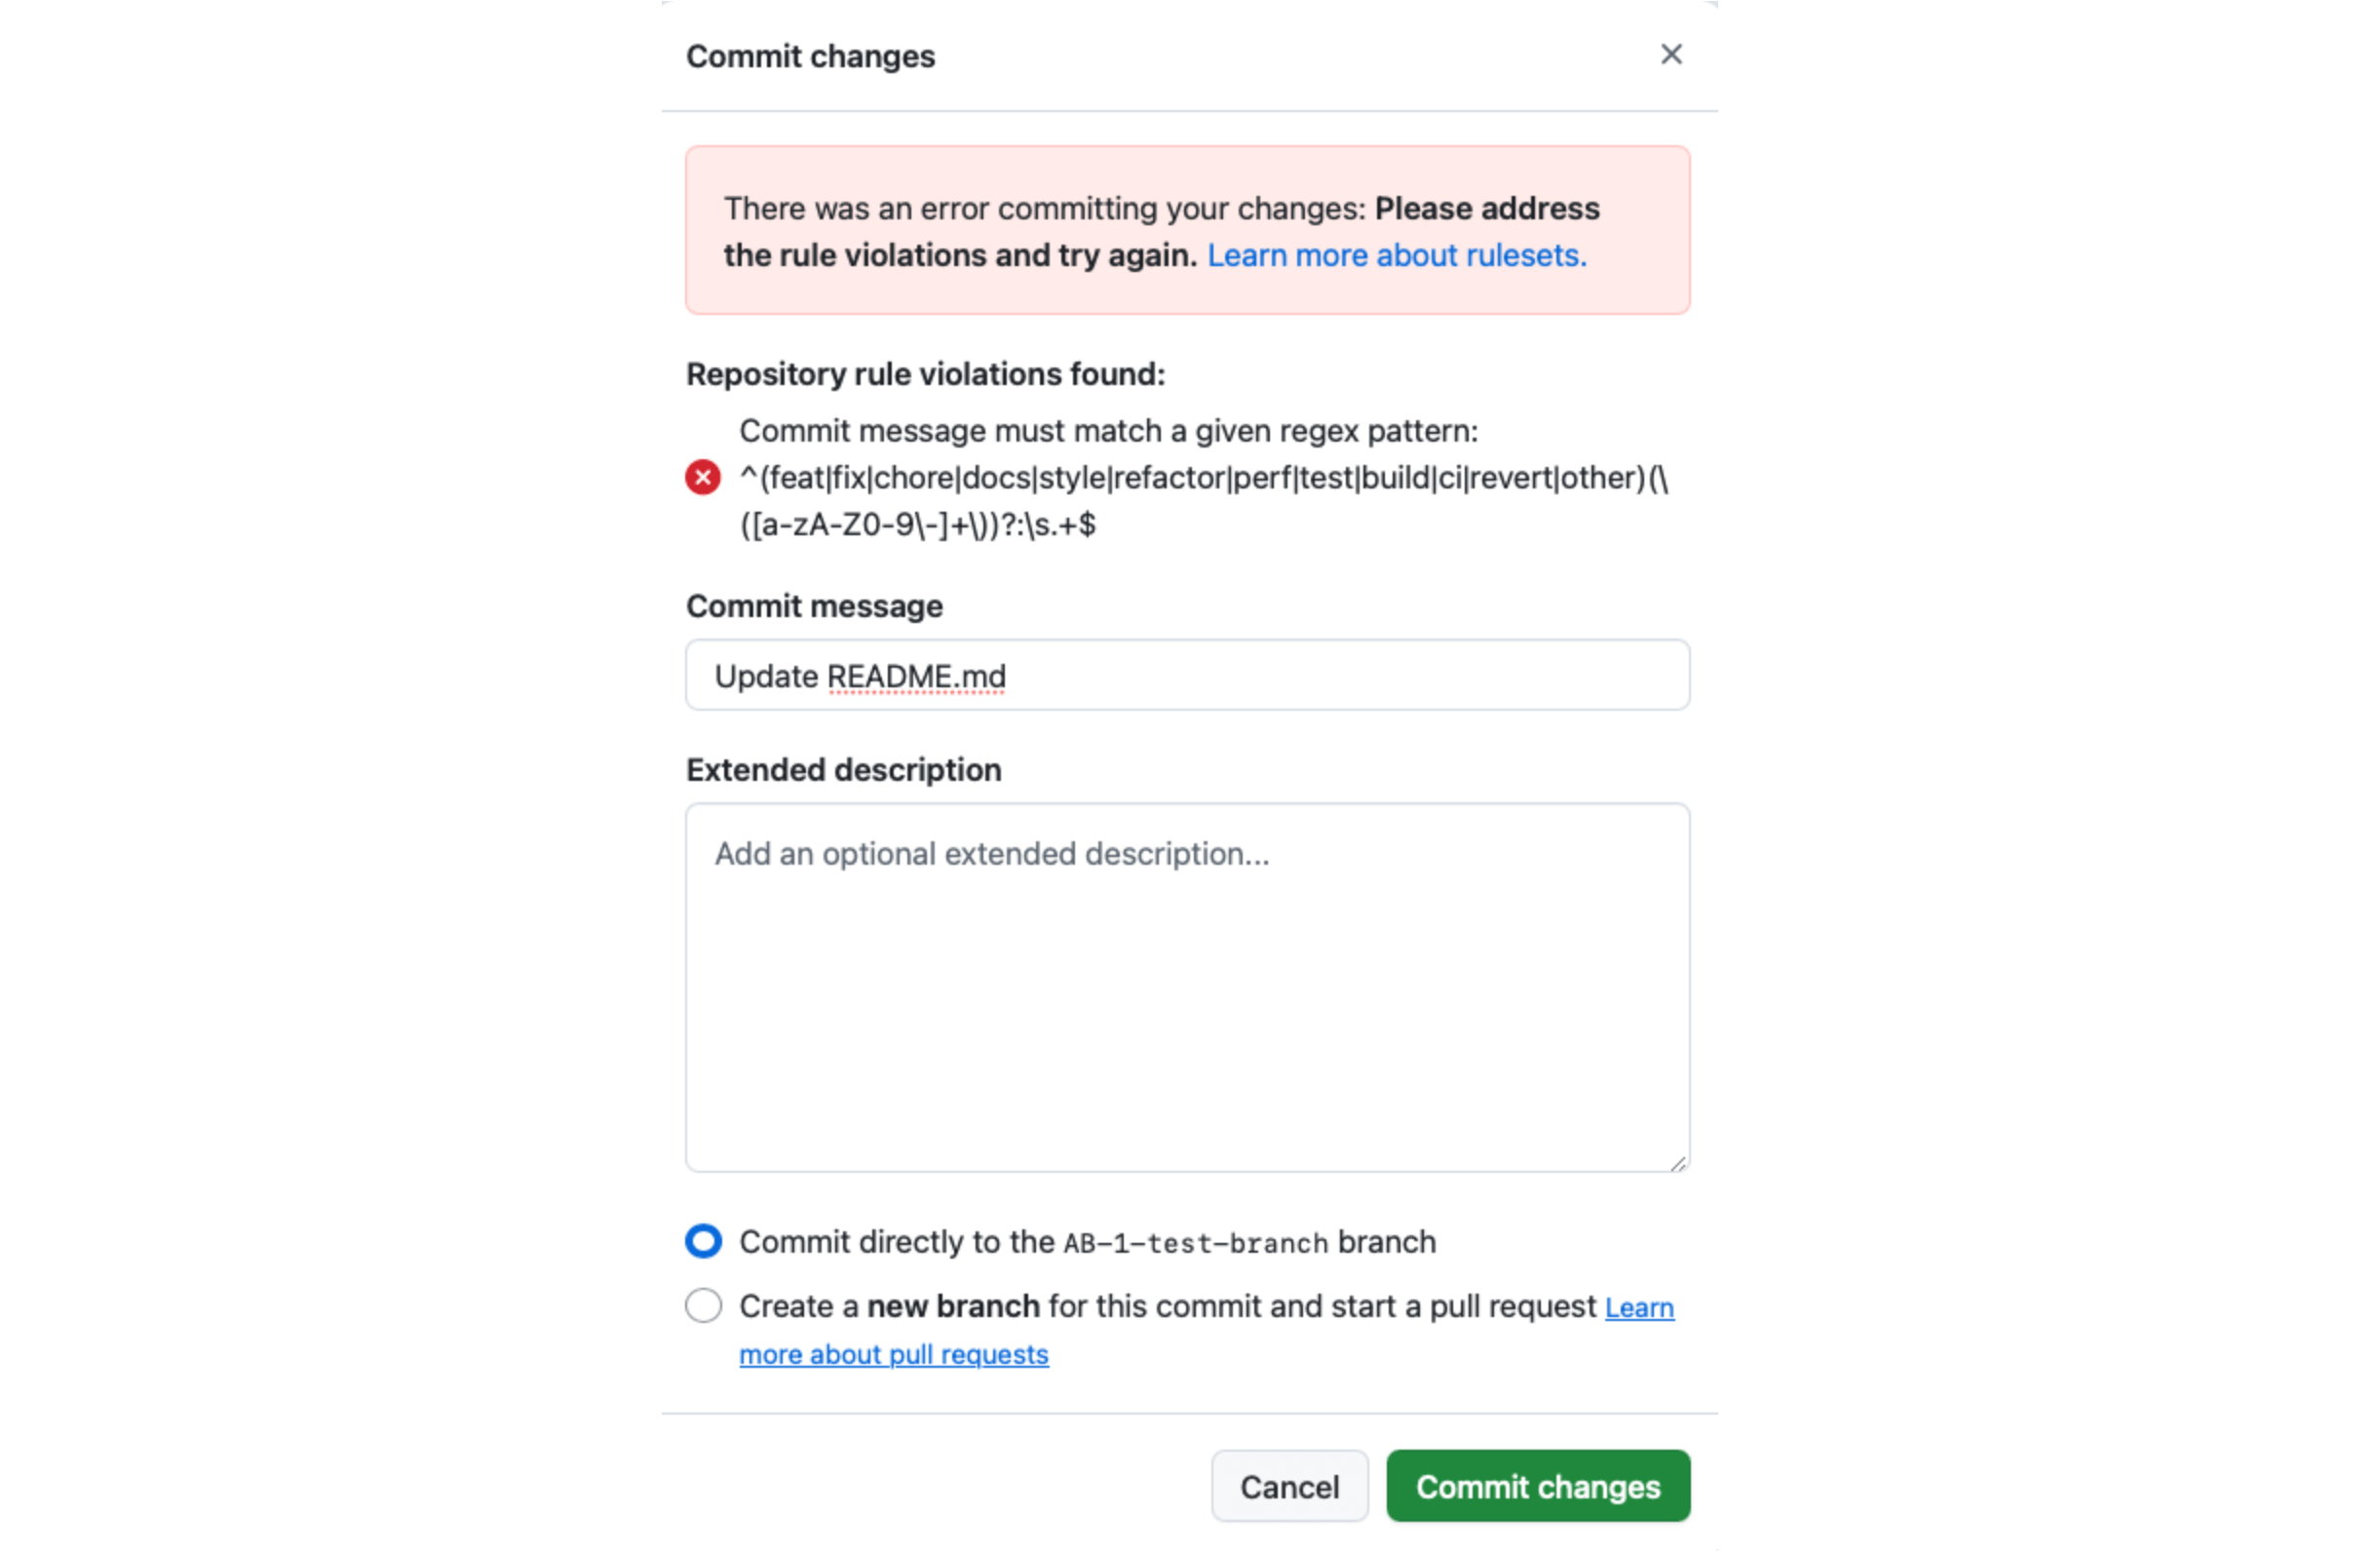 Commit changes
There was an error committing your changes: Please address
the rule violations and try again. Learn more about rulesets.
Repository rule violations found:
Commit message must match a given regex pattern:
^(feat|fix|chore|docs|style|refactor|perf|test|build|ci|revert|other)(\
([a-zA-Z0-9\-]+\))?:\s.+$
Commit message
Update README.md
Extended description
Add an optional extended description...
Commit directly to the AB-1-test-branch branch
Create a new branch for this commit and start a pull request Learn
more about pull requests
Cancel
Commit changes